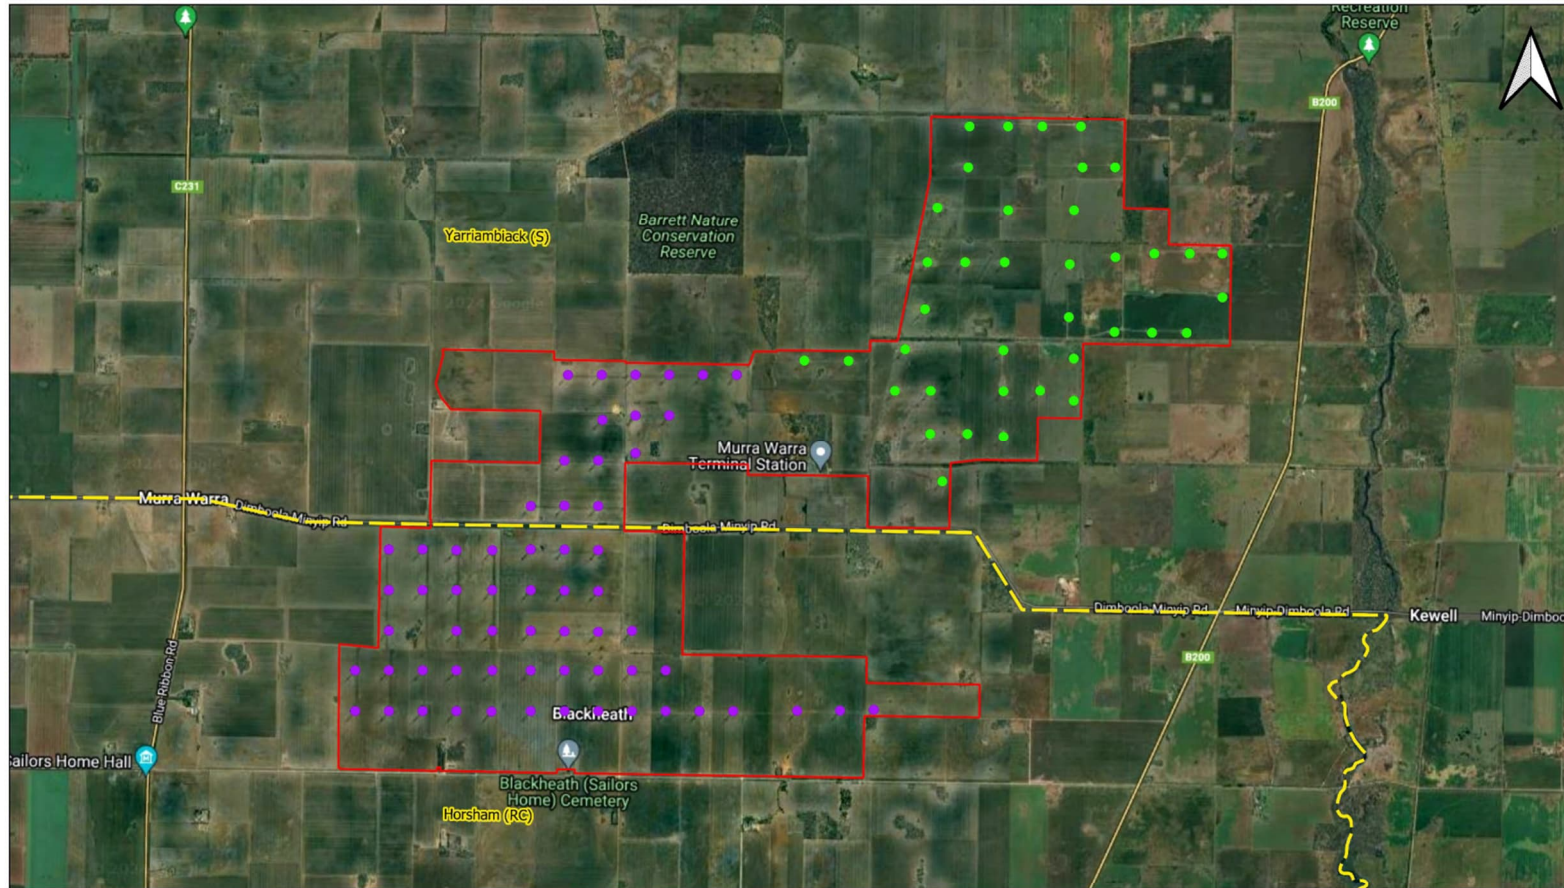 Recreation
Reserve
B200
C231
Barrett Nature
Conservation
Reserve
Yarriambiack (S)
Murra Warra
Terminal Station
Murra Warra
Dimboola Minyip Rd
Dimboola Minyip Rd
Dimboola Minyip Rd
Minyip-Dimboola Rd
Kewell
Minyip-Dimboo
B200
Blue Ribbon Rd
Blackheath
Sailors Home Hall
Blackheath (Sailors
Home) Cemetery
Horsham (RC)